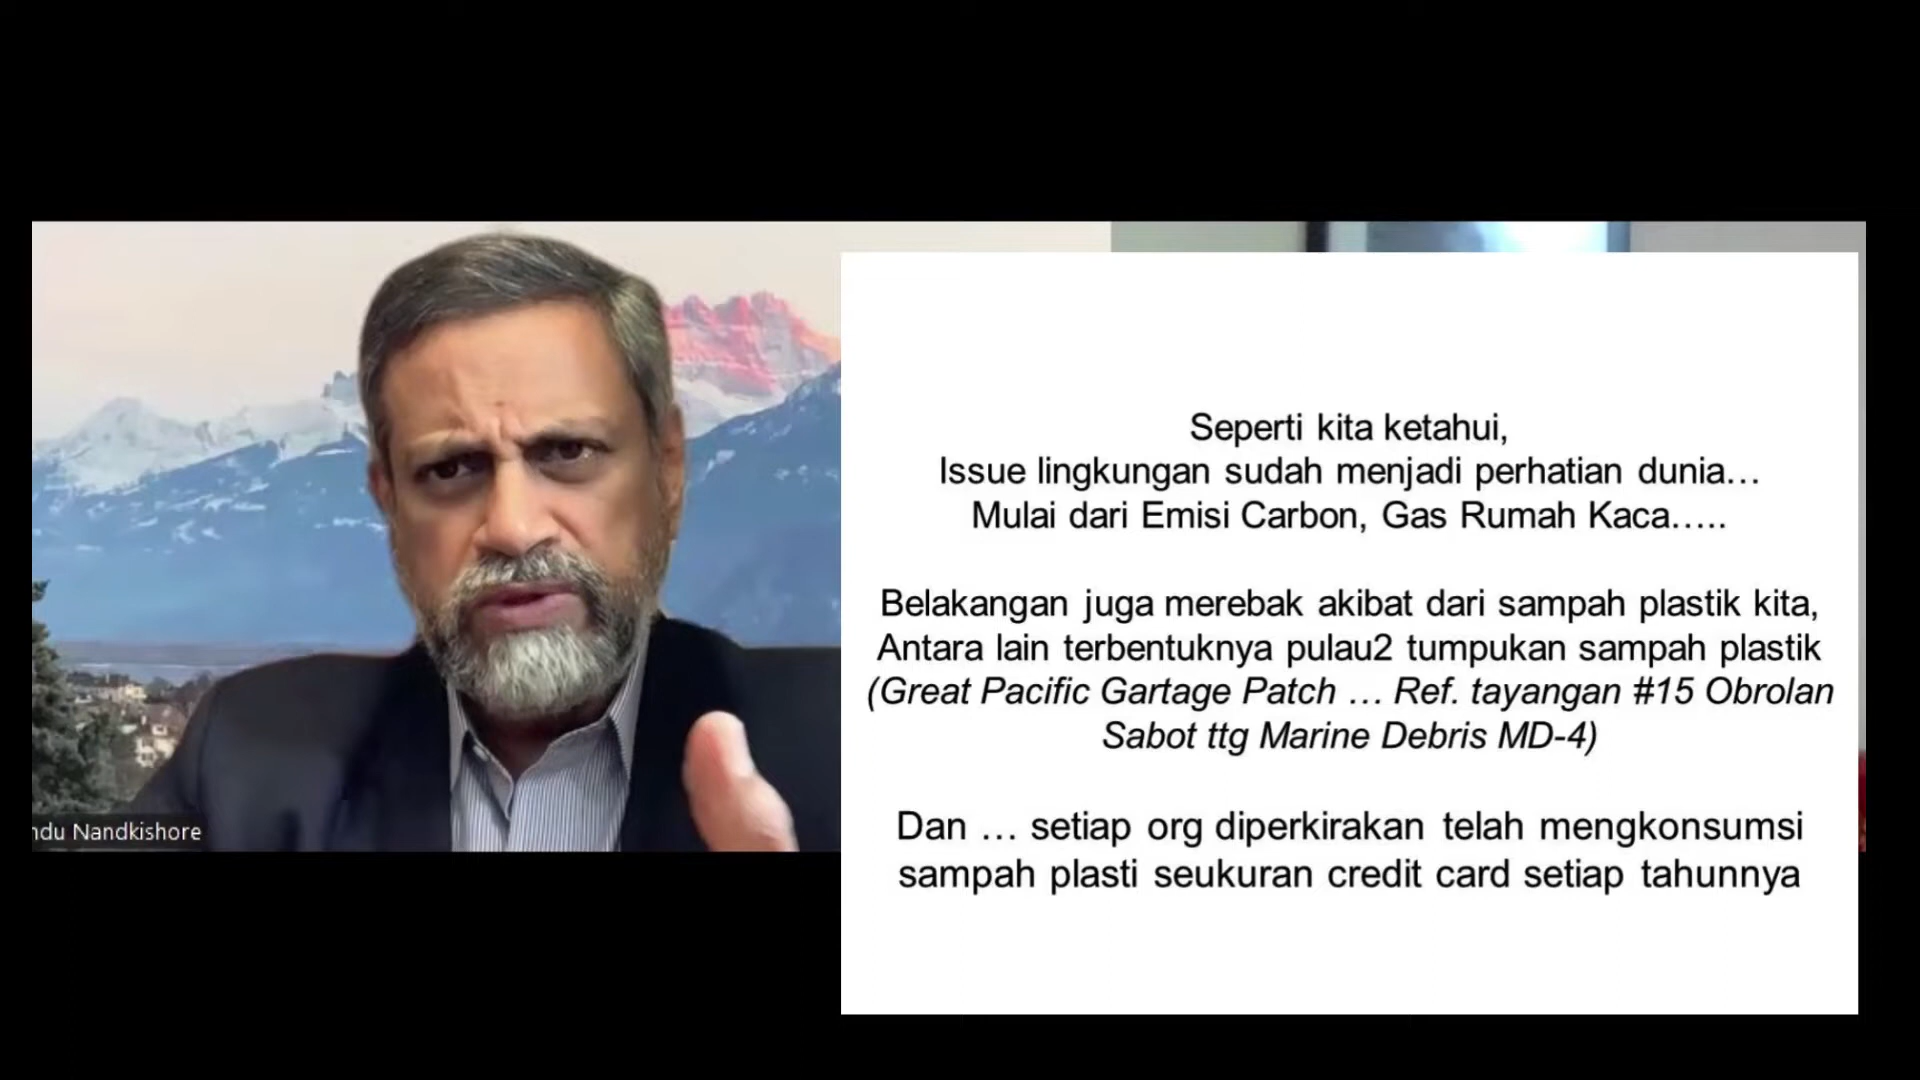 ndu Nandkishore
Seperti kita ketahui,
Issue lingkungan sudah menjadi perhatian dunia…
Mulai dari Emisi Carbon, Gas Rumah Kaca…..
Belakangan juga merebak akibat dari sampah plastik kita,
Antara lain terbentuknya pulau2 tumpukan sampah plastik
(Great Pacific Gartage Patch … Ref. tayangan #15 Obrolan
Sabot ttg Marine Debris MD-4)
Dan … setiap org diperkirakan telah mengkonsumsi
sampah plasti seukuran credit card setiap tahunnya